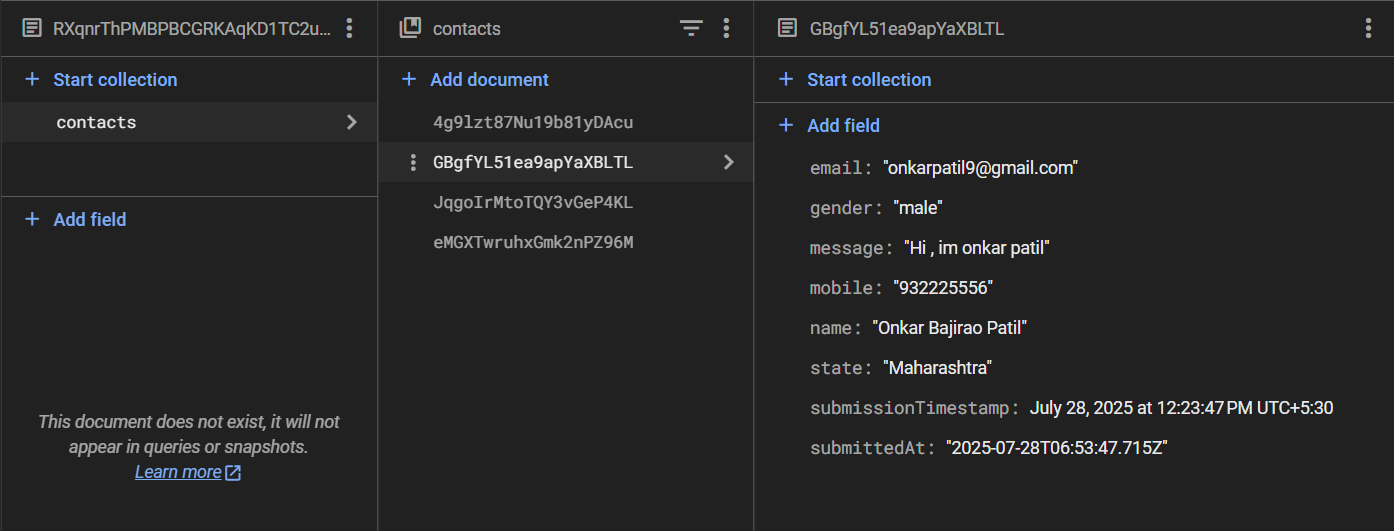 RXqnrThPMBPBCGRKAqKD1TC2u...
Start collection
contacts
Add field
This document does not exist, it will not
appear in queries or snapshots.
Learn more
contacts
Add document
4g9lzt87Nu19b81yDAcu
GBgfYL51ea9apYaXBLTL
JqgoIrMtoTQY3vGeP4KL
eMGXTwruhxGmk2nPZ96M
GBgfYL51ea9apYaXBLTL
Start collection
Add field
email: "onkarpatil9@gmail.com"
gender: "male"
message: "Hi , im onkar patil"
mobile: "932225556"
name: "Onkar Bajirao Patil"
state: "Maharashtra"
submissionTimestamp: July 28, 2025 at 12:23:47 PM UTC+5:30
submittedAt: "2025-07-28T06:53:47.715Z"